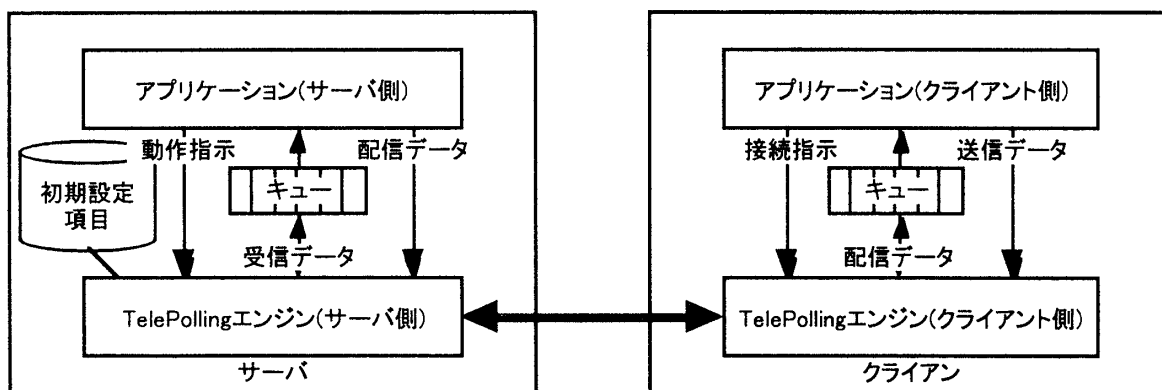 アプリケーション(サーバ側)
動作指示
配信データ
キュー
初期設定
項目
受信データ
TelePollingエンジン(サーバ側)
サーバ
アプリケーション(クライアント側)
接続指示
送信データ
キュー
配信データ
TelePollingエンジン(クライアント側)
クライアン